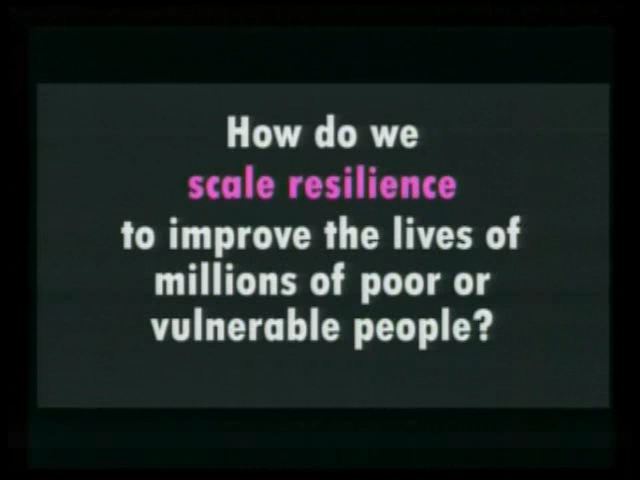 How do we
scale resilience
to improve the lives of
millions of poor or
vulnerable people?